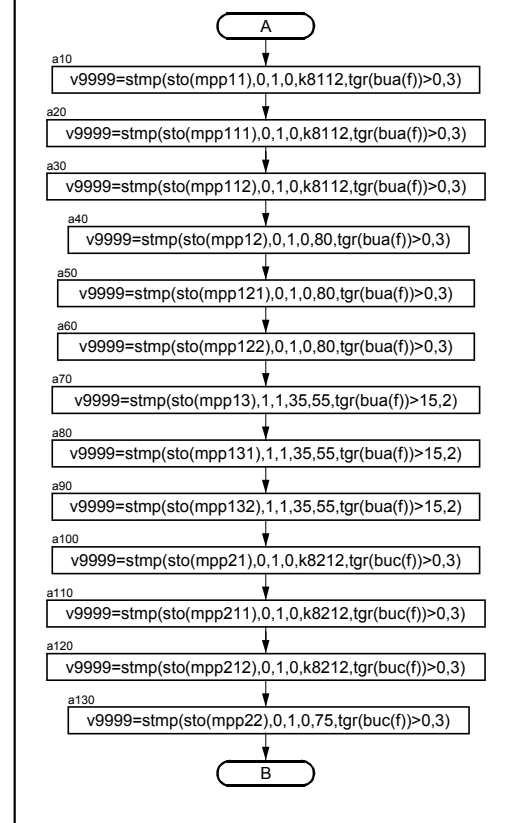 A
a10
v9999=stmp(sto(mpp11),0,1,0,k8112,tgr(bua(f))>0,3)
a20
v9999=stmp(sto(mpp111),0,1,0,k8112,tgr(bua(f))>0,3)
a30
v9999=stmp(sto(mpp112),0,1,0,k8112,tgr(bua(f))>0,3)
a40
v9999=stmp(sto(mpp12),0,1,0,80,tgr(bua(f))>0,3)
a50
v9999=stmp(sto(mpp121),0,1,0,80,tgr(bua(f))>0,3)
a60
v9999=stmp(sto(mpp122),0,1,0,80,tgr(bua(f))>0,3)
a70
v9999=stmp(sto(mpp13),1,1,35,55,tgr(bua(f))>15,2)
a80
v9999=stmp(sto(mpp131),1,1,35,55,tgr(bua(f))>15,2)
a90
v9999=stmp(sto(mpp132),1,1,35,55,tgr(bua(f))>15,2)
a100
v9999=stmp(sto(mpp21),0,1,0,k8212,tgr(buc(f))>0,3)
a110
v9999=stmp(sto(mpp211),0,1,0,k8212,tgr(buc(f))>0,3)
a120
v9999=stmp(sto(mpp212),0,1,0,k8212,tgr(buc(f))>0,3)
a130
v9999=stmp(sto(mpp22),0,1,0,75,tgr(buc(f))>0,3)
B